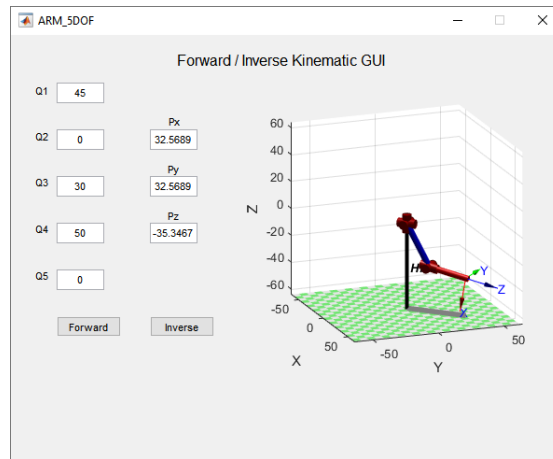 ARM_5DOF
Forward / Inverse Kinematic GUI
Q1 45
Q2 0
Q3 30
Q4 50
Q5 0
Px
32.5689
Py
32.5689
Pz
-35.3467
Forward Inverse
60
40
20
0
-20
-40
-60
Z
-50
0
50
X
-50
0
50
Y
Y
Z
X